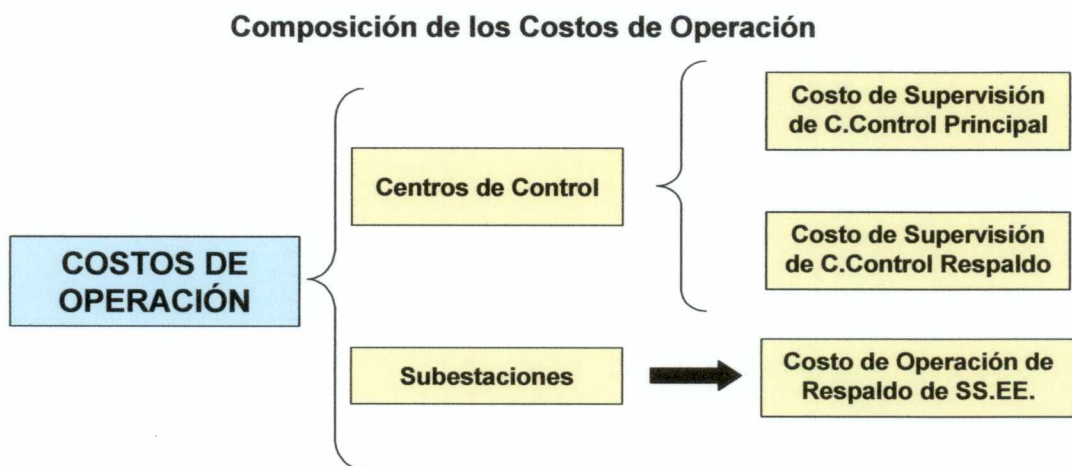 Composición de los Costos de Operación
COSTOS DE
OPERACIÓN
Centros de Control
Costo de Supervisión
de C.Control Principal
Costo de Supervisión
de C.Control Respaldo
Subestaciones
Costo de Operación de
Respaldo de SS.EE.